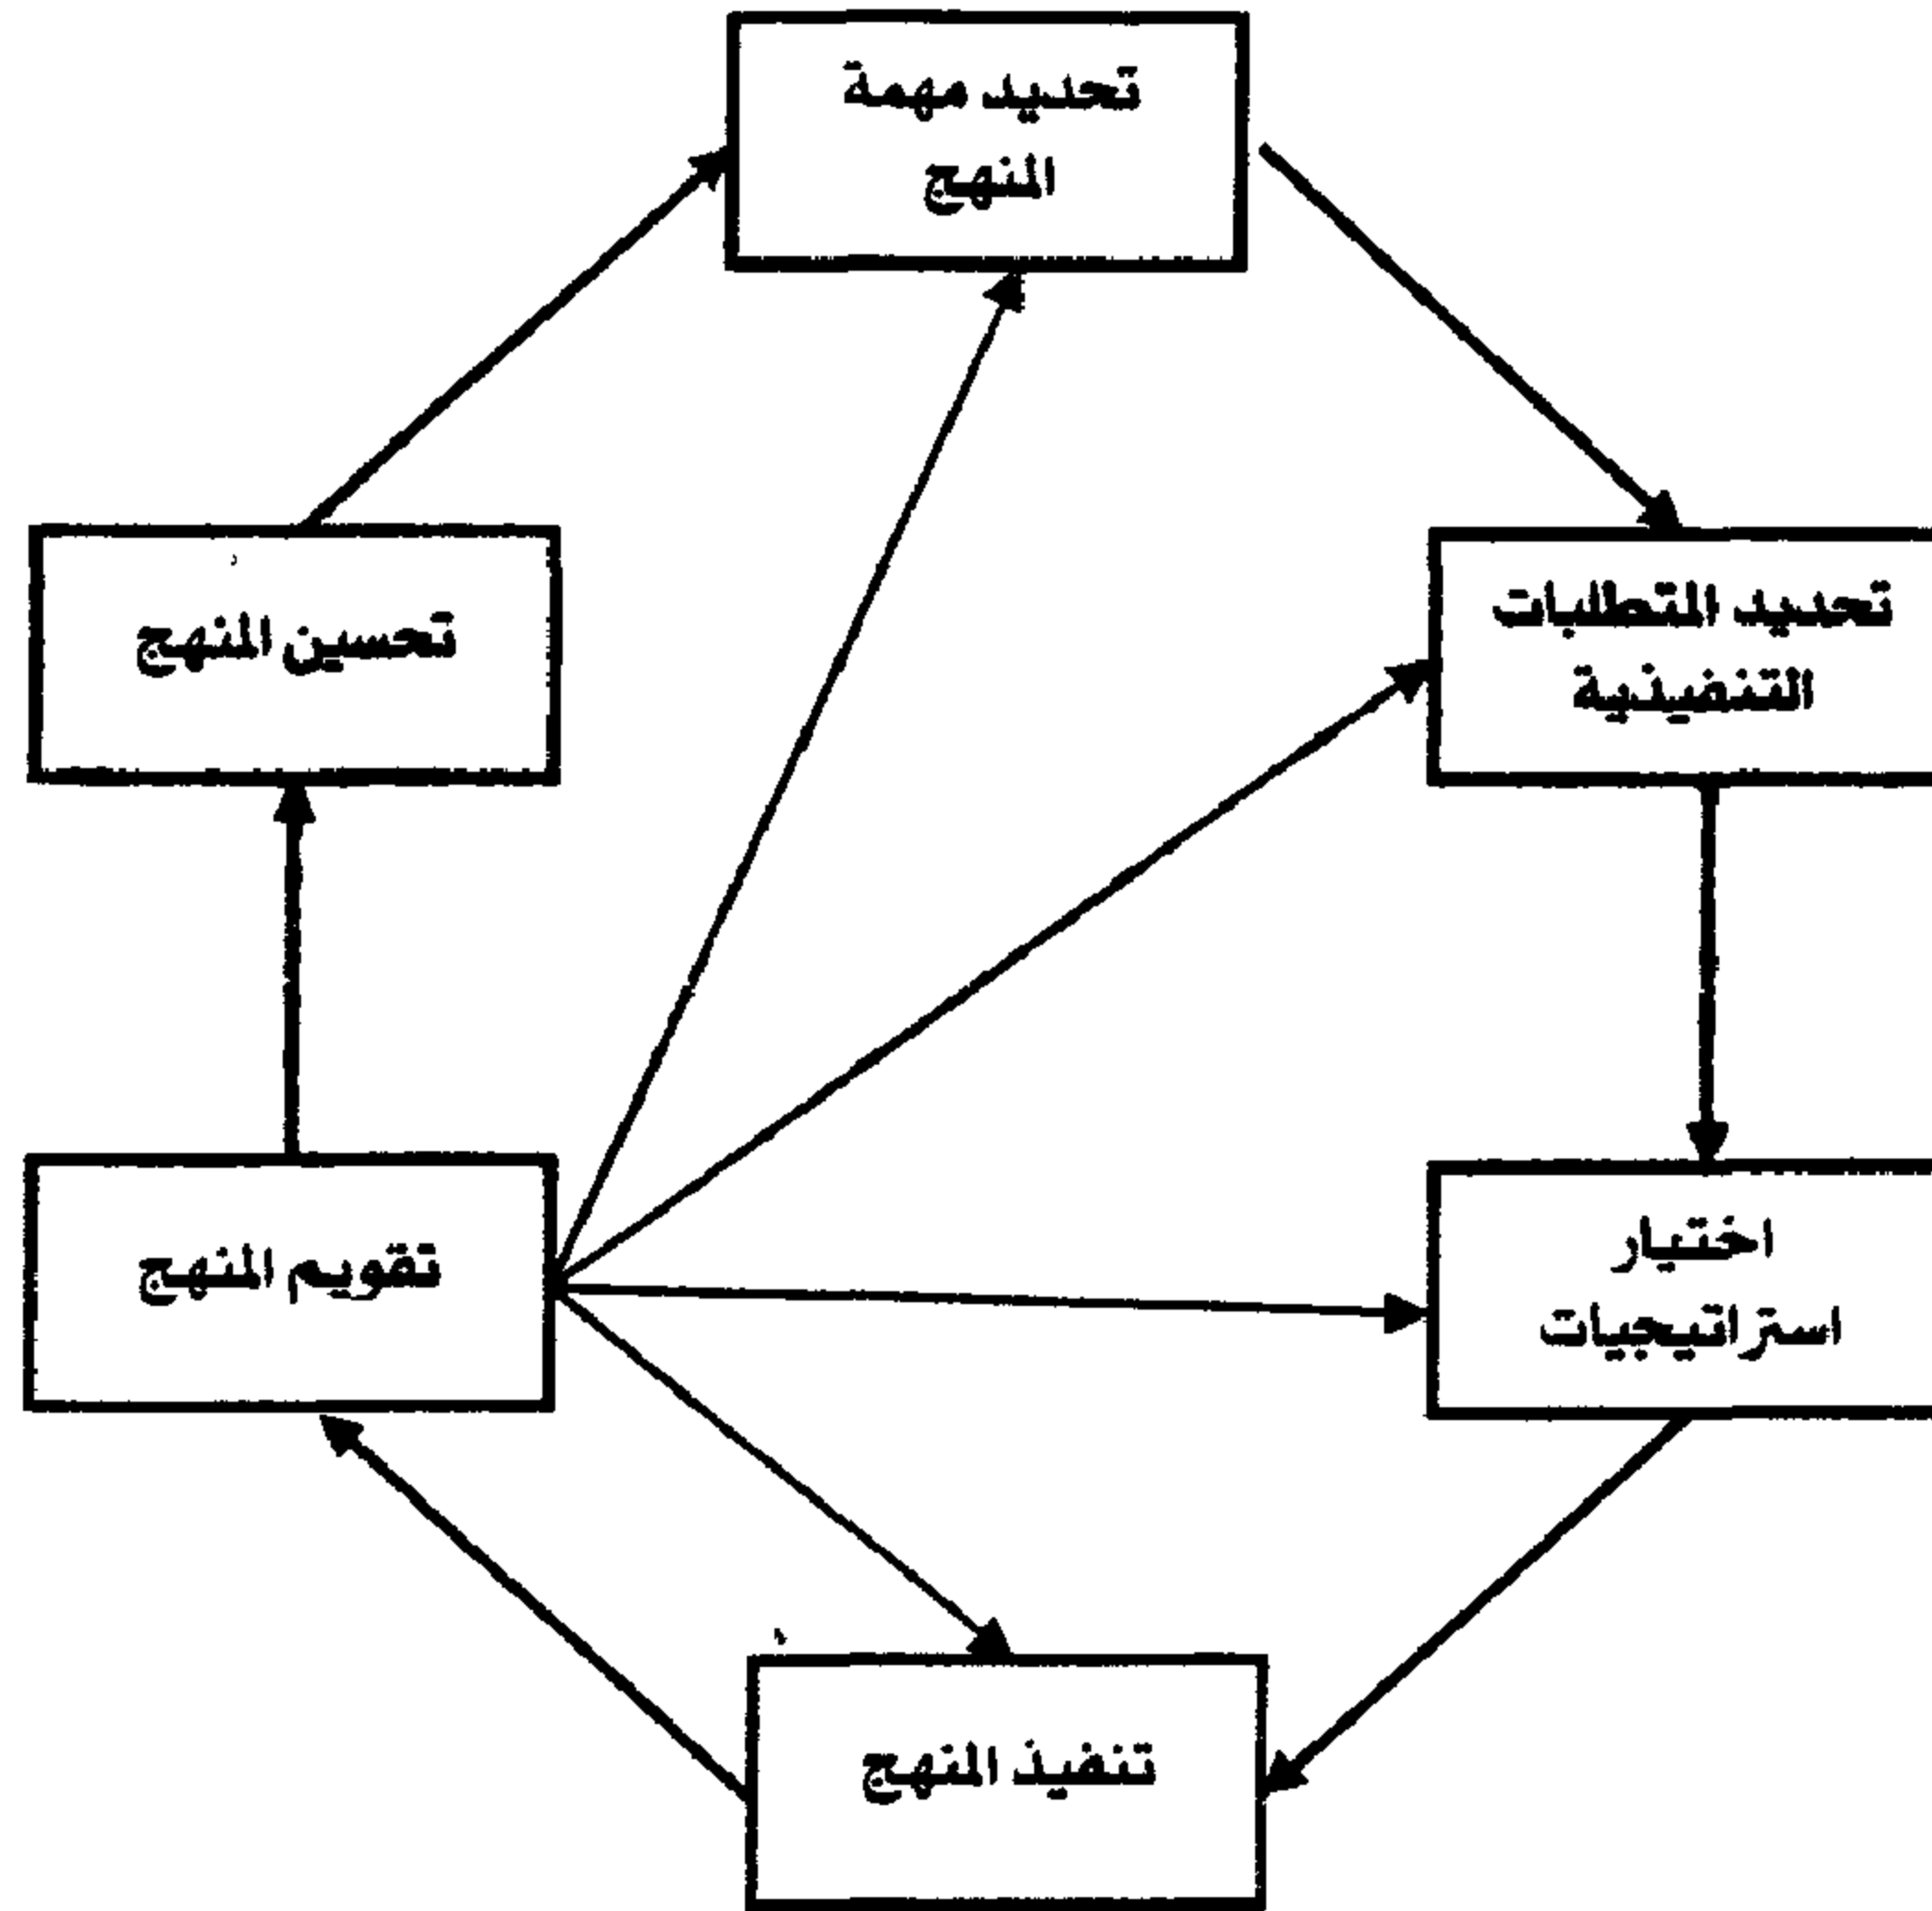 تحديد مهمة
المنهج
تحديد المتطلبات
التنفيذية
اختيار
استراتيجيات
تنفيذ المنهج
تقويم المنهج
تحسين المنهج